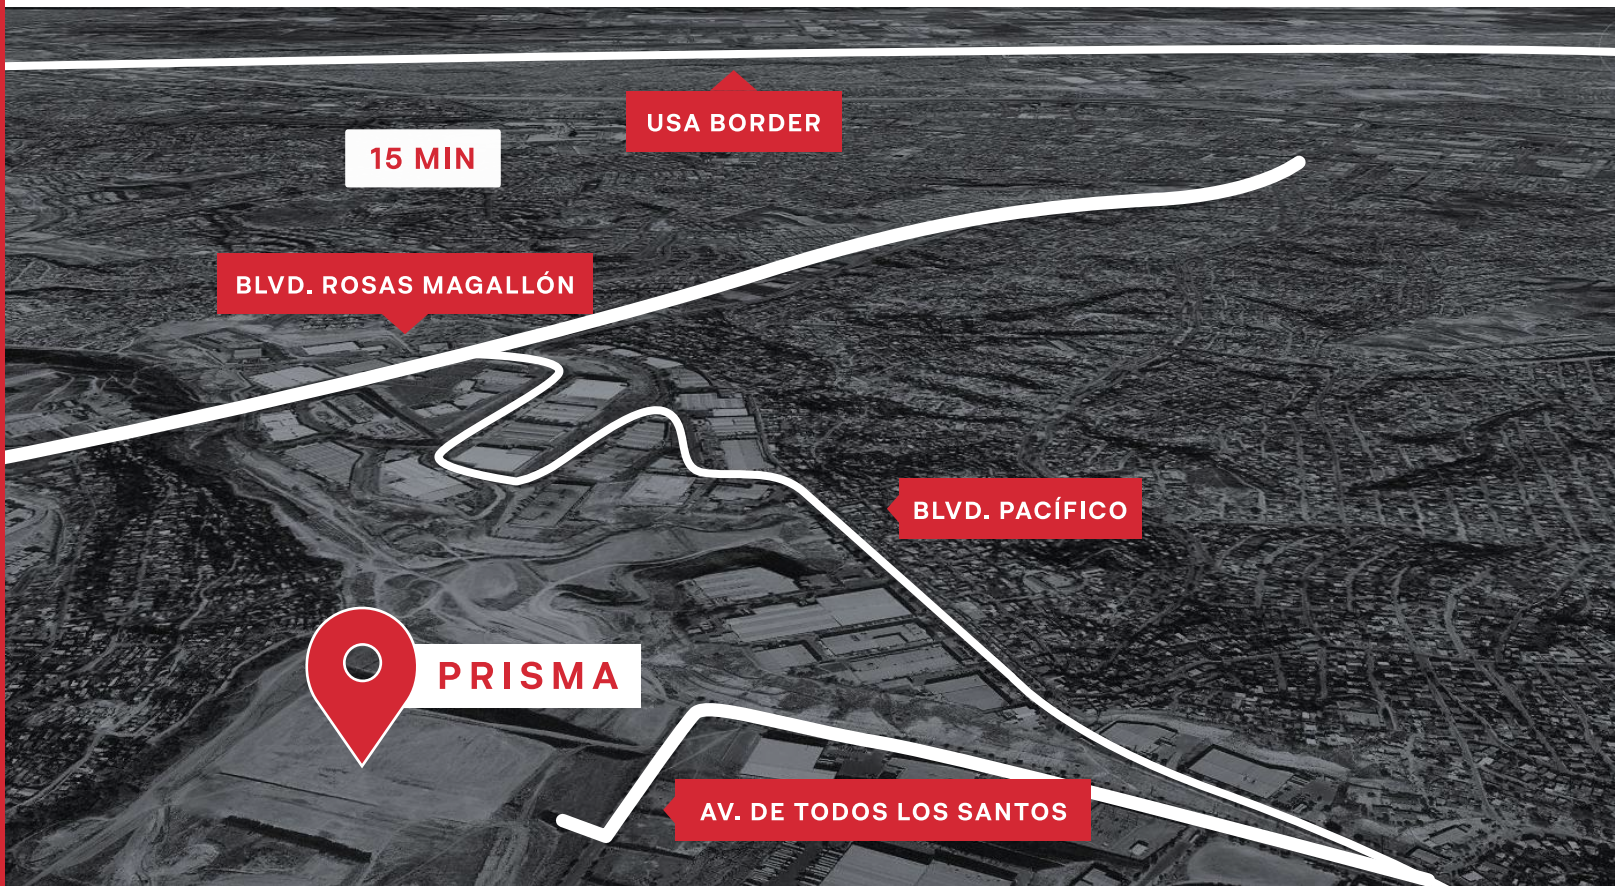 USA BORDER
15 MIN
BLVD. ROSAS MAGALLÓN
BLVD. PACÍFICO
PRISMA
AV. DE TODOS LOS SANTOS